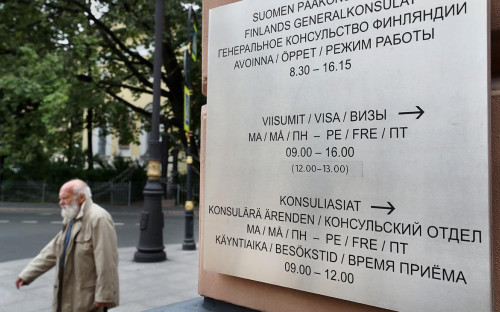 SUOMEN PÄÄKON
FINLANDS GENERALKONSULAT
ГЕНЕРАЛЬНОЕ КОНСУЛЬСТВО ФИНЛЯНДИИ
AVOINNA / ÖPPET / РЕЖИМ РАБОТЫ
8.30 – 16.15
VIISUMIT / VISA / ВИЗЫ →
MA / MÅ / ПН – PE / FRE / ПТ
09.00 – 16.00
(12.00–13.00)
KONSULIASIAT →
KONSULÄRÄ ÄRENDEN / КОНСУЛЬСКИЙ ОТДЕЛ
MA / MÅ / ПН – PE / FRE / ПТ
KÄYNTIAIKA / BESÖKSTID / ВРЕМЯ ПРИЁМА
09.00 – 12.00